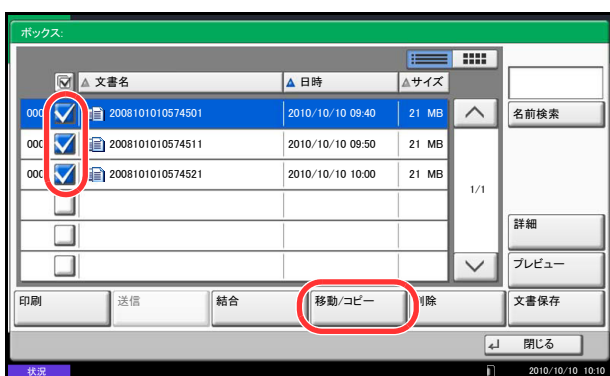 ボックス:
文書名 日時 サイズ
000 2008101010574501 2010/10/10 09:40 21 MB 名前検索
000 2008101010574511 2010/10/10 09:50 21 MB
000 2008101010574521 2010/10/10 10:00 21 MB
1/1
詳細
プレビュー
印刷 送信 結合 移動/コピー 削除 文書保存
閉じる
状況 2010/10/10 10:10